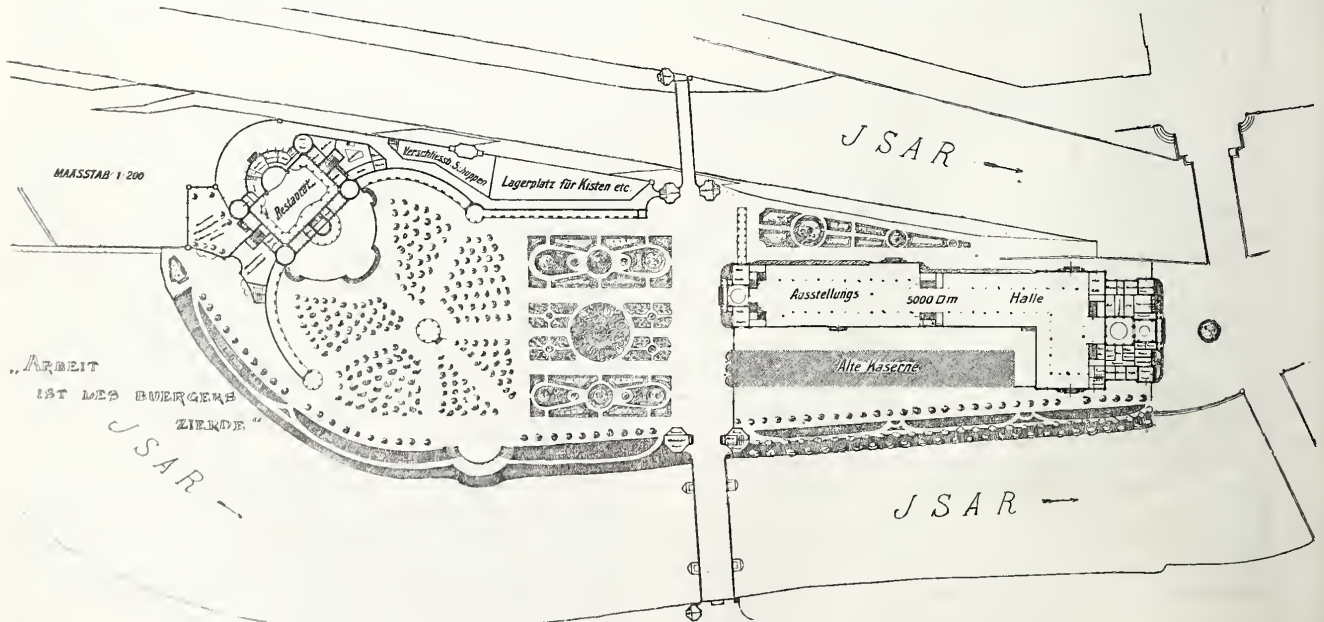 JSAR
MAASSTAB 1:200
Verschliessb. Schuppen
Lagerplatz für Kisten etc.
Restaurant.
Ausstellungs 5000 □m Halle
Alte Kaserne
„ARBEIT
IST DES BUERGERS
ZIERDE“
JSAR
JSAR